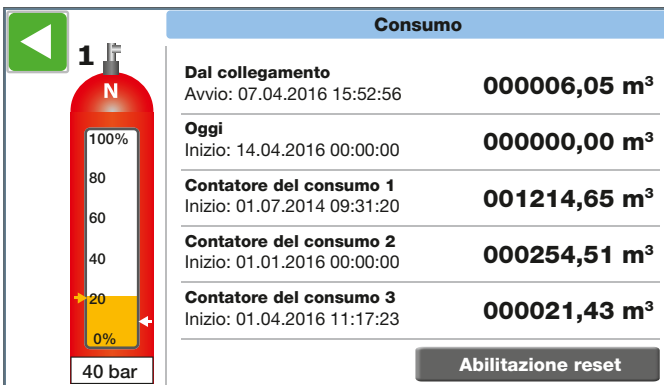 Consumo
1
N
100%
80
60
40
20
0%
40 bar
Dal collegamento
Avvio: 07.04.2016 15:52:56
000006,05 m³
Oggi
Inizio: 14.04.2016 00:00:00
000000,00 m³
Contatore del consumo 1
Inizio: 01.07.2014 09:31:20
001214,65 m³
Contatore del consumo 2
Inizio: 01.01.2016 00:00:00
000254,51 m³
Contatore del consumo 3
Inizio: 01.04.2016 11:17:23
000021,43 m³
Abilitazione reset